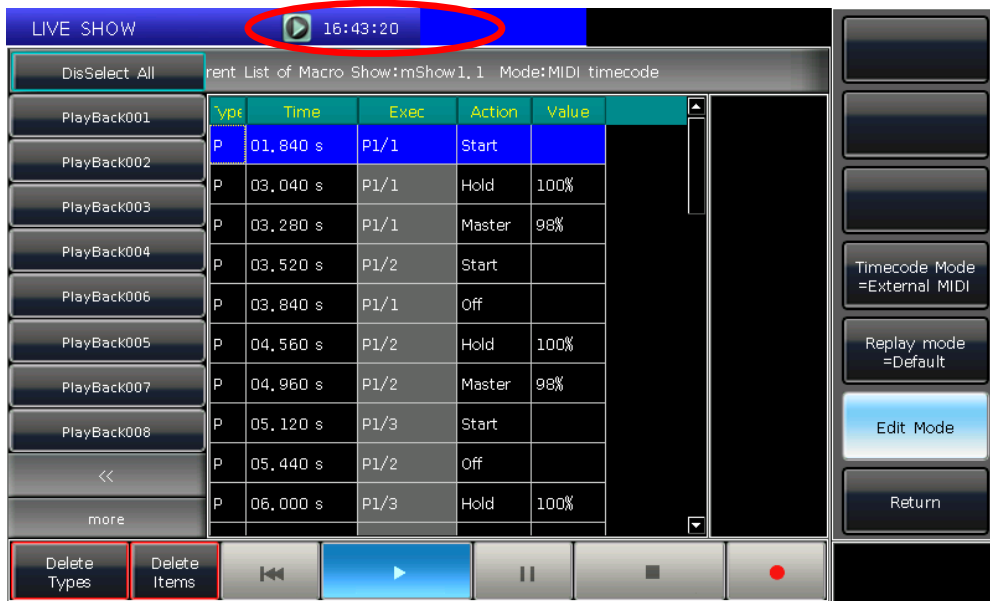 LIVE SHOW
16:43:20
DisSelect All
rent List of Macro Show:mShow1.1 Mode:MIDI timecode
PlayBack001
PlayBack002
PlayBack003
PlayBack004
PlayBack006
PlayBack005
PlayBack007
PlayBack008
<<
more
Type Time Exec Action Value
P 01.840 s P1/1 Start
P 03.040 s P1/1 Hold 100%
P 03.280 s P1/1 Master 98%
P 03.520 s P1/2 Start
P 03.840 s P1/1 Off
P 04.560 s P1/2 Hold 100%
P 04.960 s P1/2 Master 98%
P 05.120 s P1/3 Start
P 05.440 s P1/2 Off
P 06.000 s P1/3 Hold 100%
Timecode Mode
=External MIDI
Replay mode
=Default
Edit Mode
Return
Delete
Types
Delete
Items